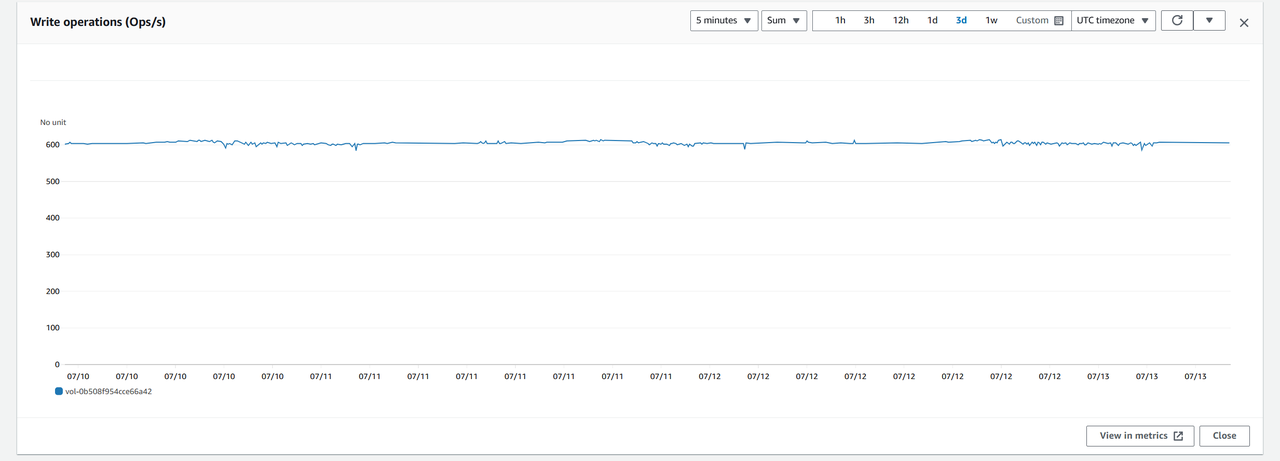 Write operations (Ops/s)
5 minutes Sum 1h 3h 12h 1d 3d 1w Custom UTC timezone
No unit
600
500
400
300
200
100
0
07/10 07/10 07/10 07/10 07/10 07/11 07/11 07/11 07/11 07/11 07/11 07/11 07/11 07/12 07/12 07/12 07/12 07/12 07/12 07/12 07/12 07/13 07/13 07/13
vol-0b508f954cce66a42
View in metrics Close